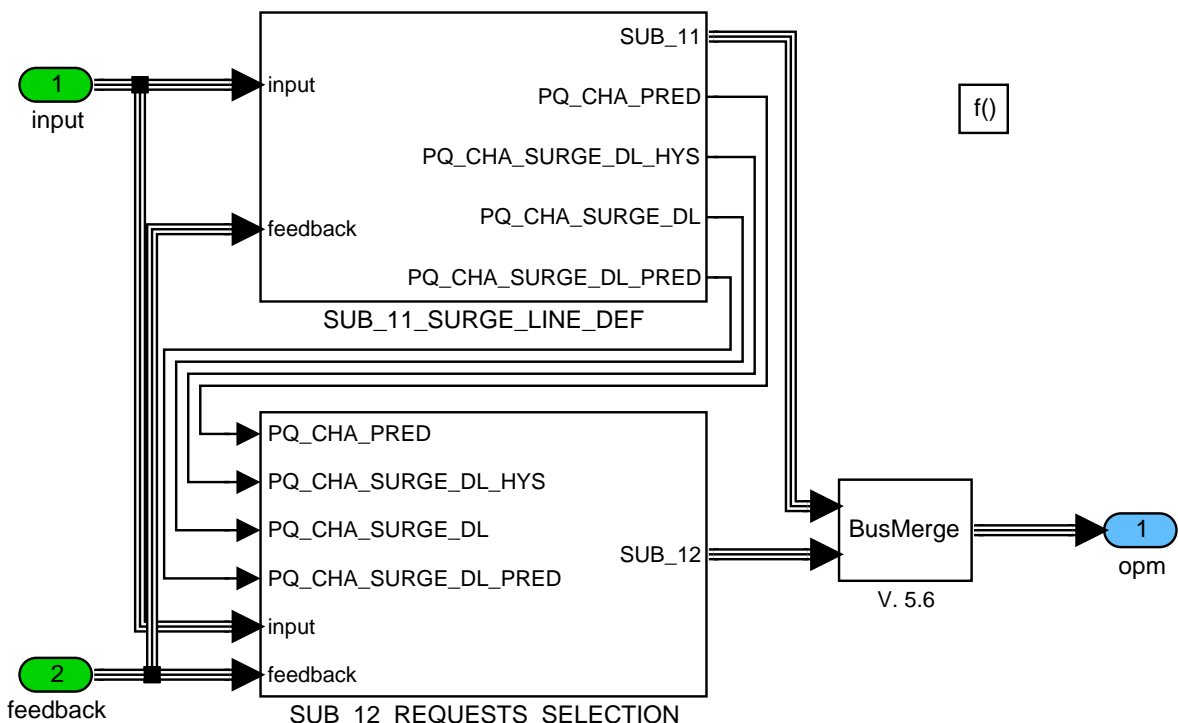 1
input
input
feedback
SUB_11
PQ_CHA_PRED
PQ_CHA_SURGE_DL_HYS
PQ_CHA_SURGE_DL
PQ_CHA_SURGE_DL_PRED
SUB_11_SURGE_LINE_DEF
f()
PQ_CHA_PRED
PQ_CHA_SURGE_DL_HYS
PQ_CHA_SURGE_DL
PQ_CHA_SURGE_DL_PRED
input
feedback
SUB_12
SUB_12_REQUESTS_SELECTION
2
feedback
BusMerge
V. 5.6
1
opm